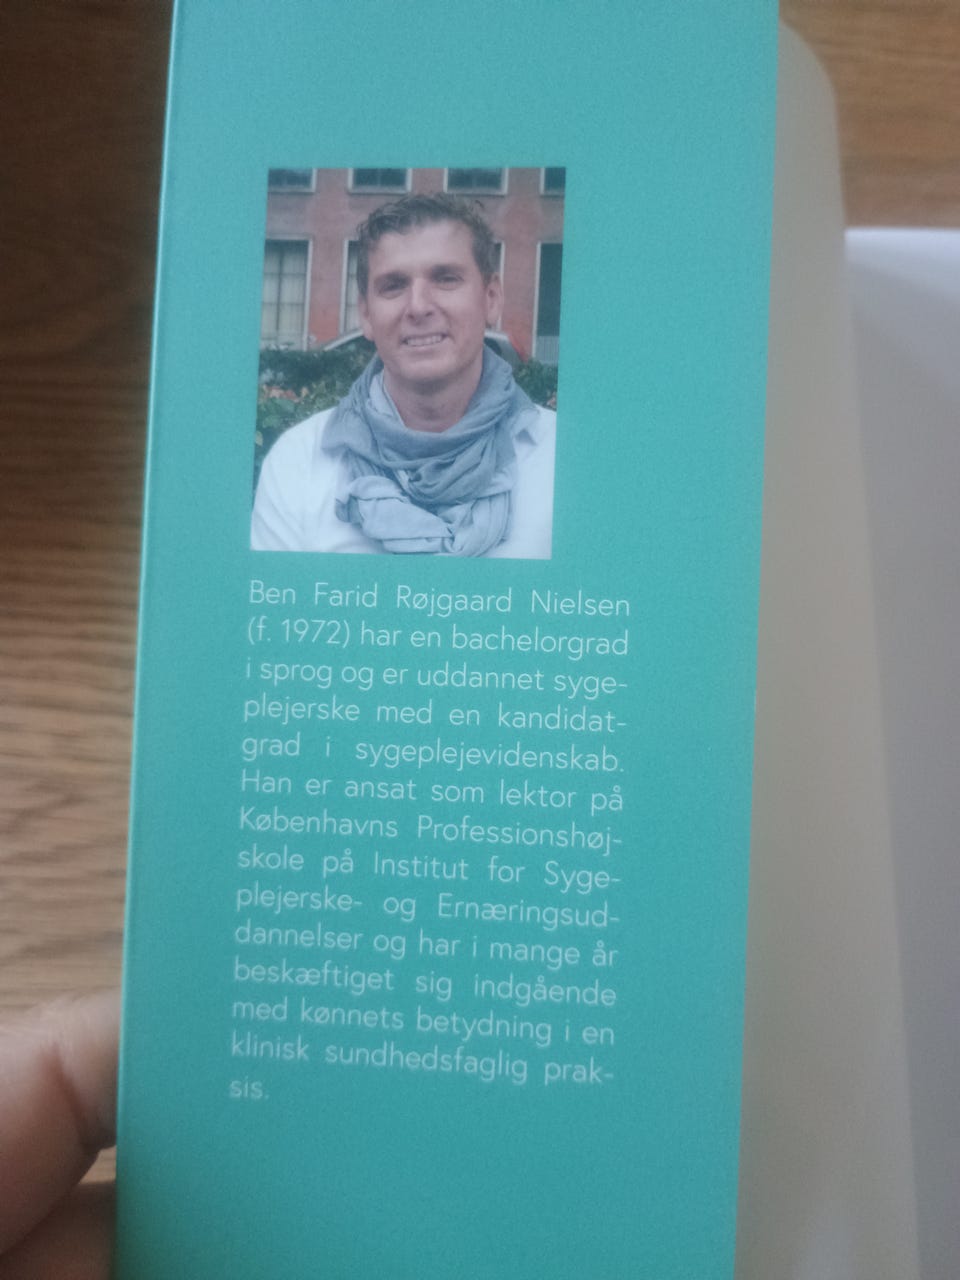 Ben Farid Røjgaard Nielsen
(f. 1972) har en bachelorgrad
i sprog og er uddannet syge-
plejerske med en kandidat-
grad i sygeplejevidenskab.
Han er ansat som lektor på
Københavns Professionshøj-
skole på Institut for Syge-
plejerske- og Ernæringsud-
dannelser og har i mange år
beskæftiget sig indgående
med kønnets betydning i en
klinisk sundhedsfaglig prak-
sis.